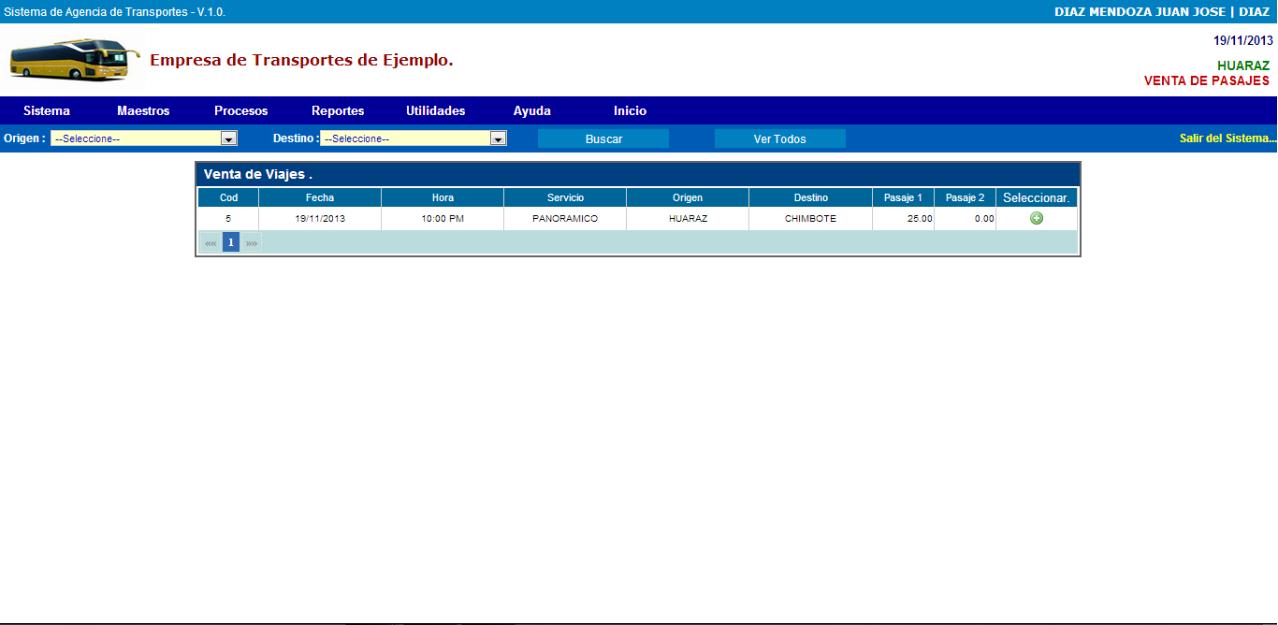 Sistema de Agencia de Transportes - V.1.0. DIAZ MENDOZA JUAN JOSE | DIAZ
19/11/2013
Empresa de Transportes de Ejemplo.
HUARAZ
VENTA DE PASAJES
Sistema Maestros Procesos Reportes Utilidades Ayuda Inicio
Origen : --Seleccione-- Destino : --Seleccione-- Buscar Ver Todos Salir del Sistema...
Venta de Viajes .
Cod Fecha Hora Servicio Origen Destino Pasaje 1 Pasaje 2 Seleccionar.
5 19/11/2013 10:00 PM PANORAMICO HUARAZ CHIMBOTE 25.00 0.00
«« 1 »»